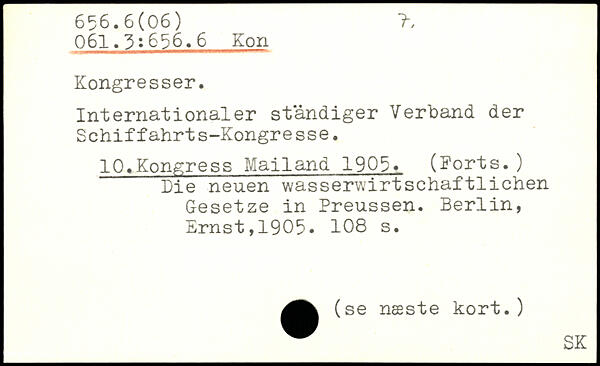 656.6(06) 7.
061.3:656.6 Kon
Kongresser.
Internationaler ständiger Verband der
Schiffahrts-Kongresse.
10.Kongress Mailand 1905. (Forts.)
Die neuen wasserwirtschaftlichen
Gesetze in Preussen. Berlin,
Ernst,1905. 108 s.
(se næste kort.)
SK